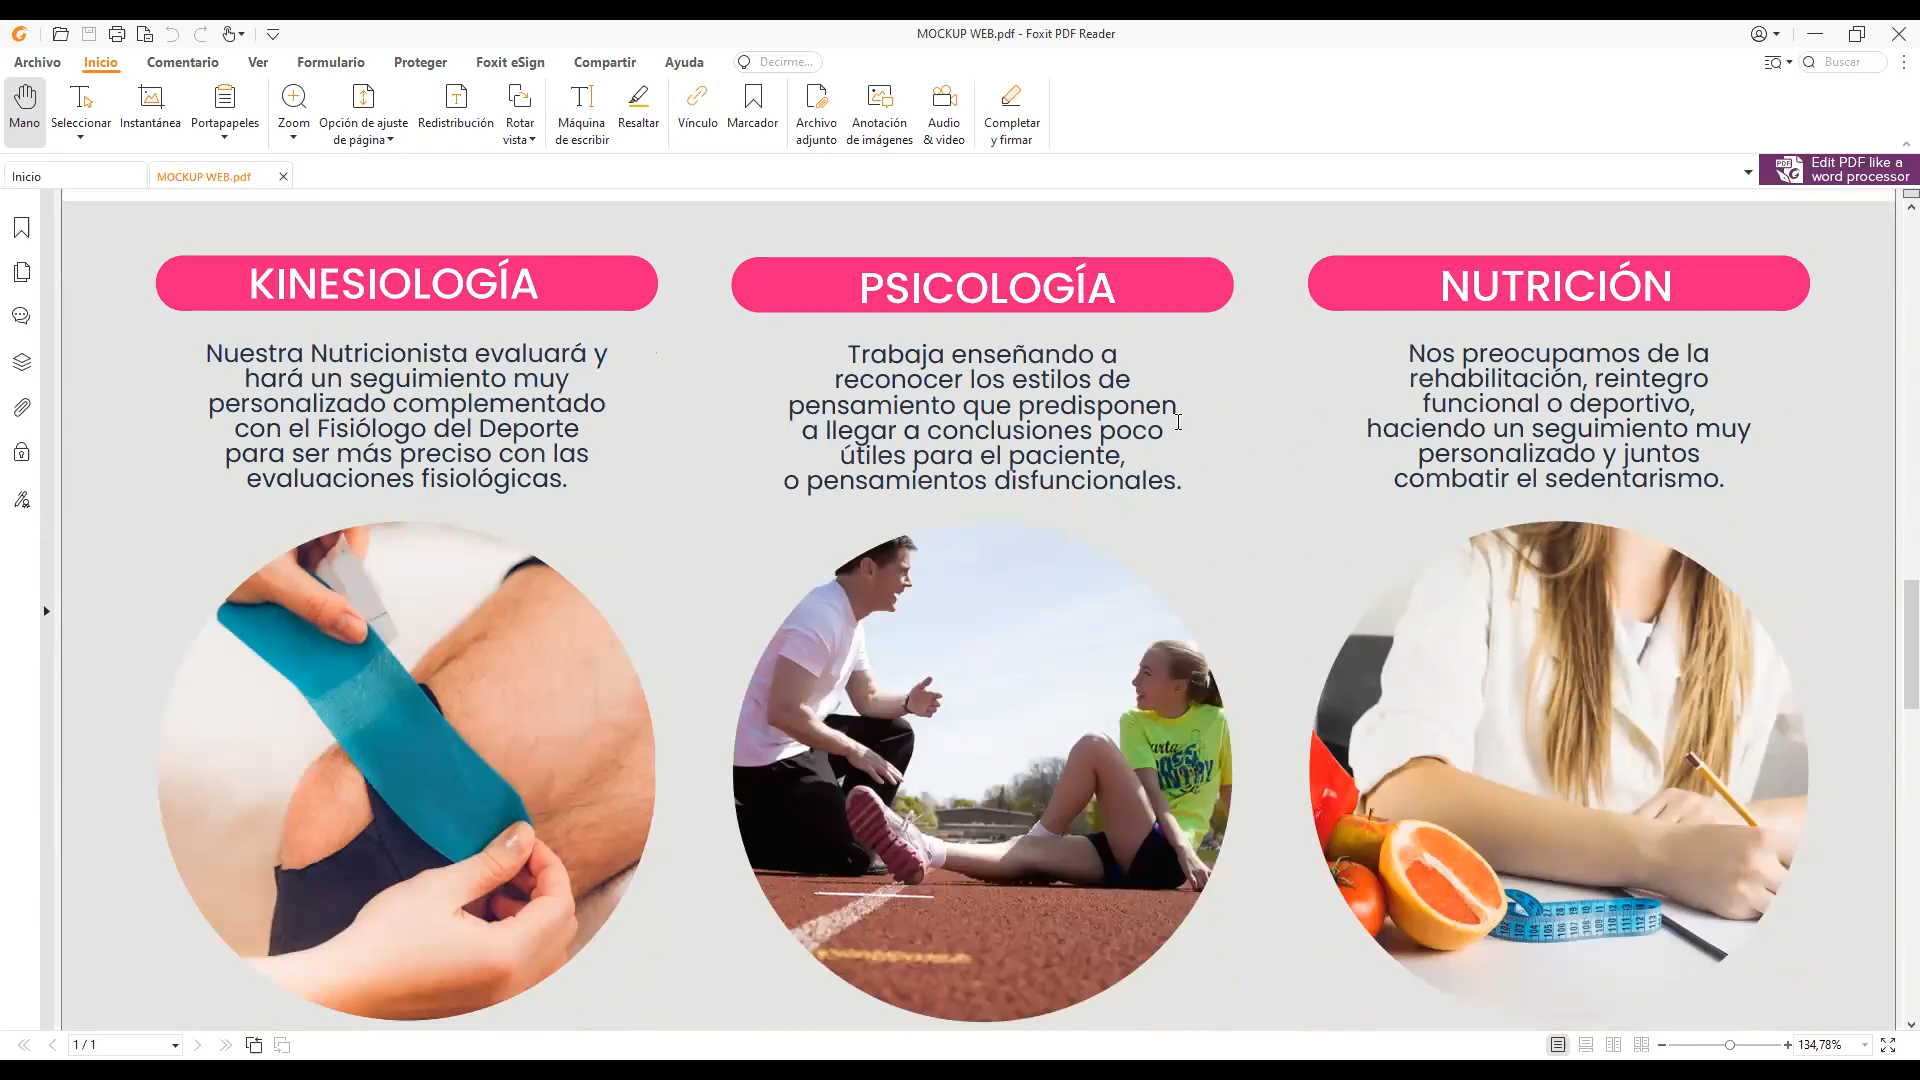 MOCKUP WEB.pdf - Foxit PDF Reader
Archivo Inicio Comentario Ver Formulario Proteger Foxit eSign Compartir Ayuda Decirme... Buscar
Mano
Seleccionar
Instantánea
Portapapeles
Zoom
Opción de ajuste
de página
Redistribución
Rotar
vista
Máquina
de escribir
Resaltar
Vínculo
Marcador
Archivo
adjunto
Anotación
de imágenes
Audio
& video
Completar
y firmar
Inicio
MOCKUP WEB.pdf
Edit PDF like a
word processor
KINESIOLOGÍA
Nuestra Nutricionista evaluará y
hará un seguimiento muy
personalizado complementado
con el Fisiólogo del Deporte
para ser más preciso con las
evaluaciones fisiológicas.
PSICOLOGÍA
Trabaja enseñando a
reconocer los estilos de
pensamiento que predisponen
a llegar a conclusiones poco
útiles para el paciente,
o pensamientos disfuncionales.
NUTRICIÓN
Nos preocupamos de la
rehabilitación, reintegro
funcional o deportivo,
haciendo un seguimiento muy
personalizado y juntos
combatir el sedentarismo.
1 / 1
134,78%